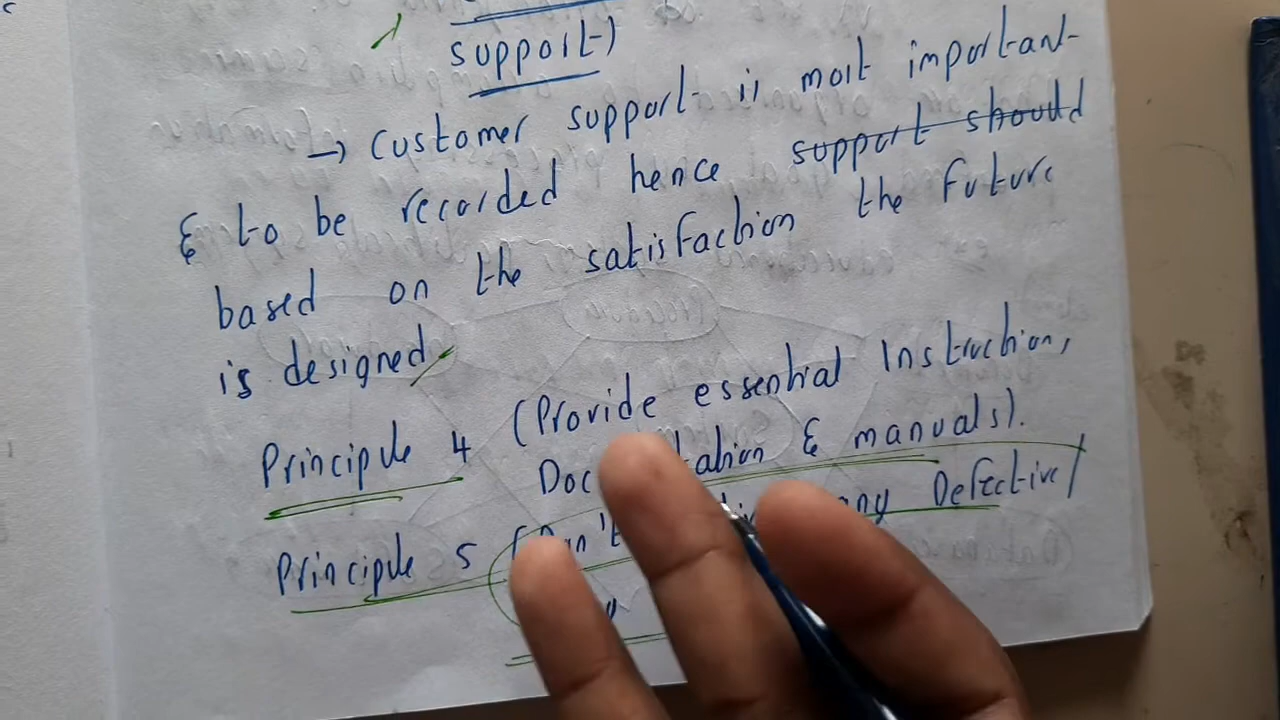 support)
→ customer support is most important
& to be recorded hence support should
based on the satisfaction the future
is designed
Principle 4 (Provide essential Instruction,
& manuals).
Principle 5 any Defective/